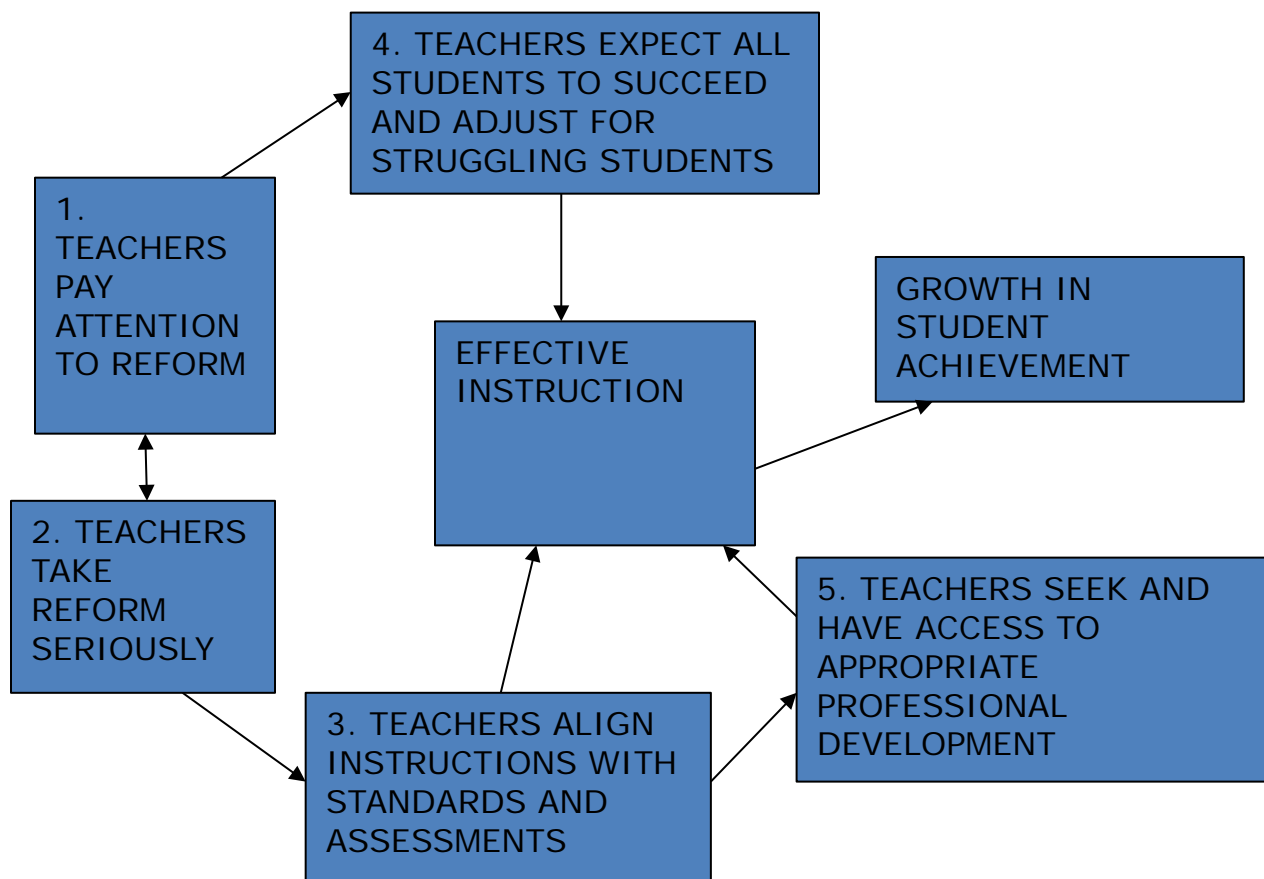 4. TEACHERS EXPECT ALL
STUDENTS TO SUCCEED
AND ADJUST FOR
STRUGGLING STUDENTS
1.
TEACHERS
PAY
ATTENTION
TO REFORM
GROWTH IN
STUDENT
ACHIEVEMENT
EFFECTIVE
INSTRUCTION
2. TEACHERS
TAKE
REFORM
SERIOUSLY
5. TEACHERS SEEK AND
HAVE ACCESS TO
APPROPRIATE
PROFESSIONAL
DEVELOPMENT
3. TEACHERS ALIGN
INSTRUCTIONS WITH
STANDARDS AND
ASSESSMENTS